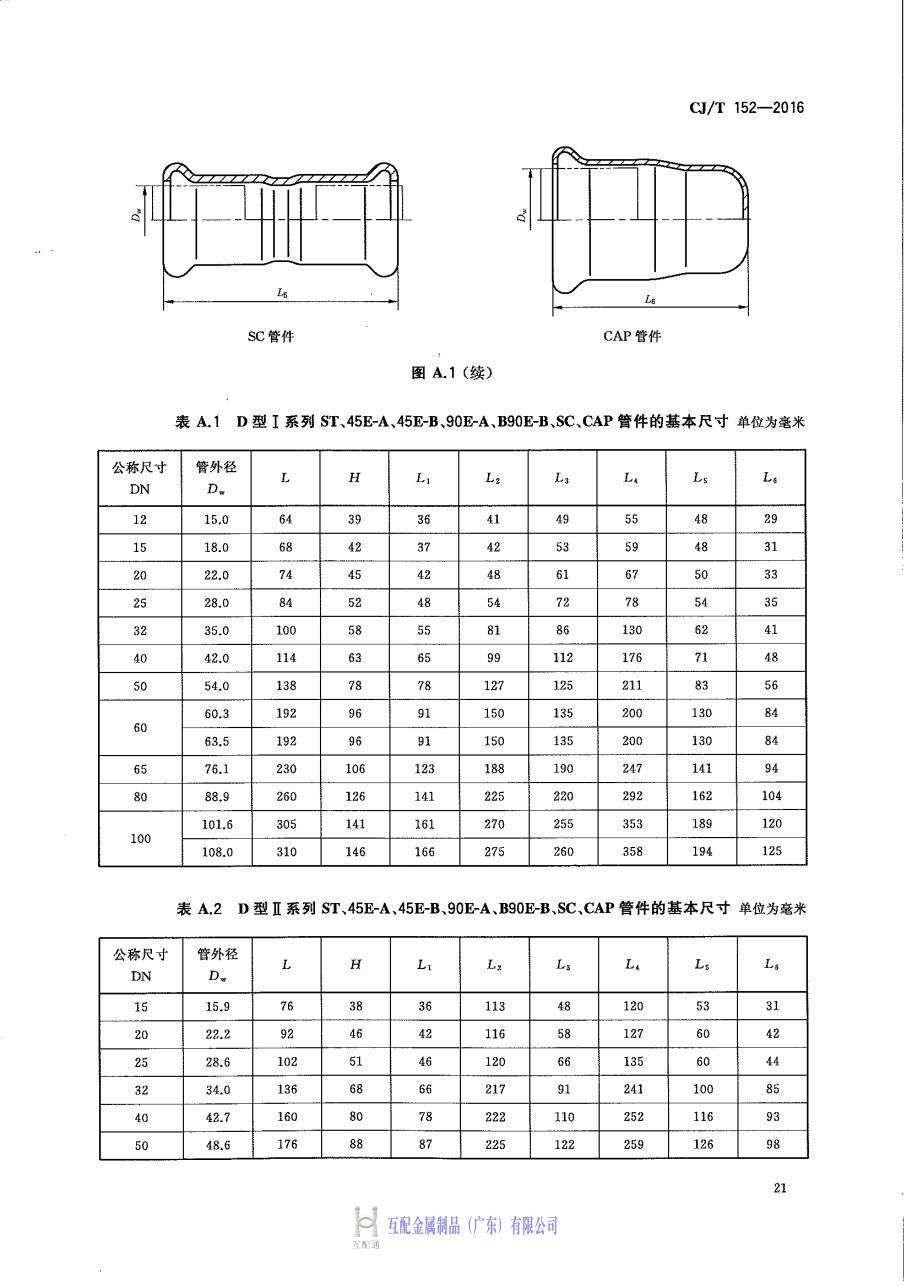 CJ/T 152—2016
D_w
L_6
SC 管件
D_w
L_6
CAP 管件
图 A.1（续）
表 A.1 D 型 Ⅰ 系列 ST、45E-A、45E-B、90E-A、B90E-B、SC、CAP 管件的基本尺寸 单位为毫米
公称尺寸 DN 管外径 D_w L H L_1 L_2 L_3 L_4 L_5 L_6
12 15.0 64 39 36 41 49 55 48 29
15 18.0 68 42 37 42 53 59 48 31
20 22.0 74 45 42 48 61 67 50 33
25 28.0 84 52 48 54 72 78 54 35
32 35.0 100 58 55 81 86 130 62 41
40 42.0 114 63 65 99 112 176 71 48
50 54.0 138 78 78 127 125 211 83 56
60 60.3 192 96 91 150 135 200 130 84
63.5 192 96 91 150 135 200 130 84
65 76.1 230 106 123 188 190 247 141 94
80 88.9 260 126 141 225 220 292 162 104
100 101.6 305 141 161 270 255 353 189 120
108.0 310 146 166 275 260 358 194 125
表 A.2 D 型 Ⅱ 系列 ST、45E-A、45E-B、90E-A、B90E-B、SC、CAP 管件的基本尺寸 单位为毫米
公称尺寸 DN 管外径 D_w L H L_1 L_2 L_3 L_4 L_5 L_6
15 15.9 76 38 36 113 48 120 53 31
20 22.2 92 46 42 116 58 127 60 42
25 28.6 102 51 46 120 66 135 60 44
32 34.0 136 68 66 217 91 241 100 85
40 42.7 160 80 78 222 110 252 116 93
50 48.6 176 88 87 225 122 259 126 98
21
互配金属制品（广东）有限公司
互配通